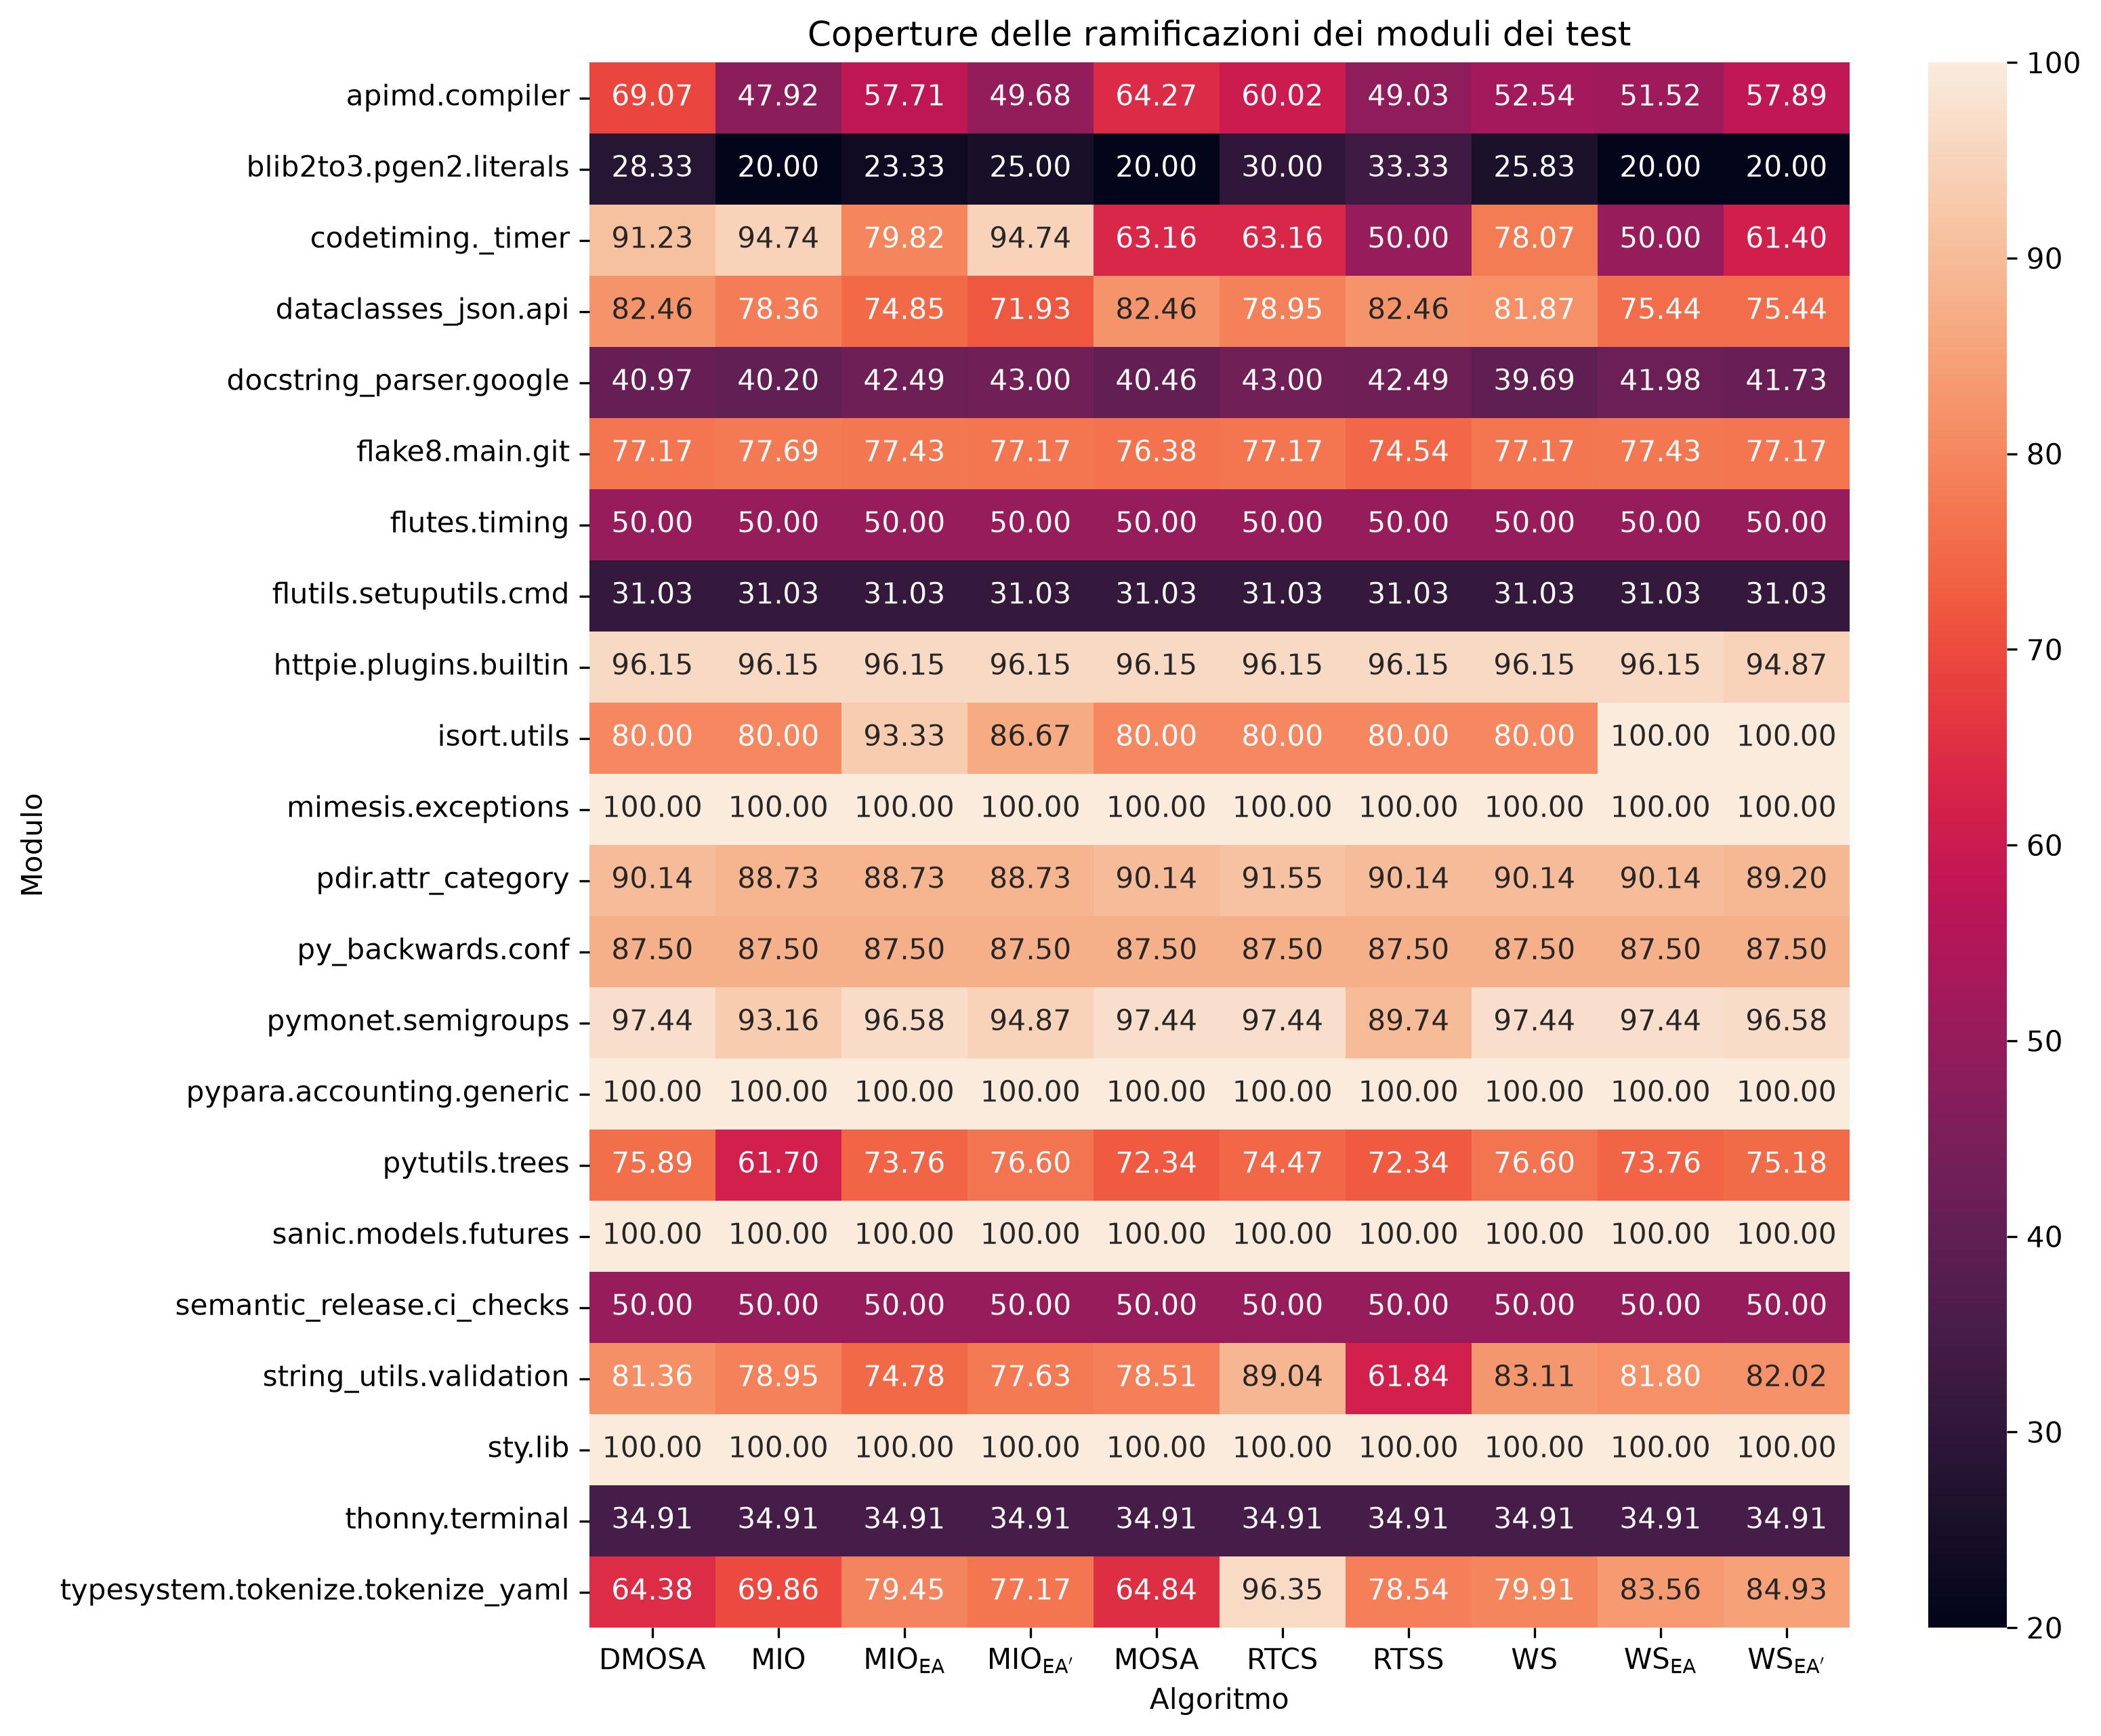 Coperture delle ramificazioni dei moduli dei test
apimd.compiler 69.07 47.92 57.71 49.68 64.27 60.02 49.03 52.54 51.52 57.89
blib2to3.pgen2.literals 28.33 20.00 23.33 25.00 20.00 30.00 33.33 25.83 20.00 20.00
codetiming._timer 91.23 94.74 79.82 94.74 63.16 63.16 50.00 78.07 50.00 61.40
dataclasses_json.api 82.46 78.36 74.85 71.93 82.46 78.95 82.46 81.87 75.44 75.44
docstring_parser.google 40.97 40.20 42.49 43.00 40.46 43.00 42.49 39.69 41.98 41.73
flake8.main.git 77.17 77.69 77.43 77.17 76.38 77.17 74.54 77.17 77.43 77.17
flutes.timing 50.00 50.00 50.00 50.00 50.00 50.00 50.00 50.00 50.00 50.00
flutils.setuputils.cmd 31.03 31.03 31.03 31.03 31.03 31.03 31.03 31.03 31.03 31.03
httpie.plugins.builtin 96.15 96.15 96.15 96.15 96.15 96.15 96.15 96.15 96.15 94.87
isort.utils 80.00 80.00 93.33 86.67 80.00 80.00 80.00 80.00 100.00 100.00
mimesis.exceptions 100.00 100.00 100.00 100.00 100.00 100.00 100.00 100.00 100.00 100.00
pdir.attr_category 90.14 88.73 88.73 88.73 90.14 91.55 90.14 90.14 90.14 89.20
py_backwards.conf 87.50 87.50 87.50 87.50 87.50 87.50 87.50 87.50 87.50 87.50
pymonet.semigroups 97.44 93.16 96.58 94.87 97.44 97.44 89.74 97.44 97.44 96.58
pypara.accounting.generic 100.00 100.00 100.00 100.00 100.00 100.00 100.00 100.00 100.00 100.00
pytutils.trees 75.89 61.70 73.76 76.60 72.34 74.47 72.34 76.60 73.76 75.18
sanic.models.futures 100.00 100.00 100.00 100.00 100.00 100.00 100.00 100.00 100.00 100.00
semantic_release.ci_checks 50.00 50.00 50.00 50.00 50.00 50.00 50.00 50.00 50.00 50.00
string_utils.validation 81.36 78.95 74.78 77.63 78.51 89.04 61.84 83.11 81.80 82.02
sty.lib 100.00 100.00 100.00 100.00 100.00 100.00 100.00 100.00 100.00 100.00
thonny.terminal 34.91 34.91 34.91 34.91 34.91 34.91 34.91 34.91 34.91 34.91
typesystem.tokenize.tokenize_yaml 64.38 69.86 79.45 77.17 64.84 96.35 78.54 79.91 83.56 84.93
DMOSA MIO MIO_EA MIO_EA′ MOSA RTCS RTSS WS WS_EA WS_EA′
Algoritmo
Modulo
100
90
80
70
60
50
40
30
20